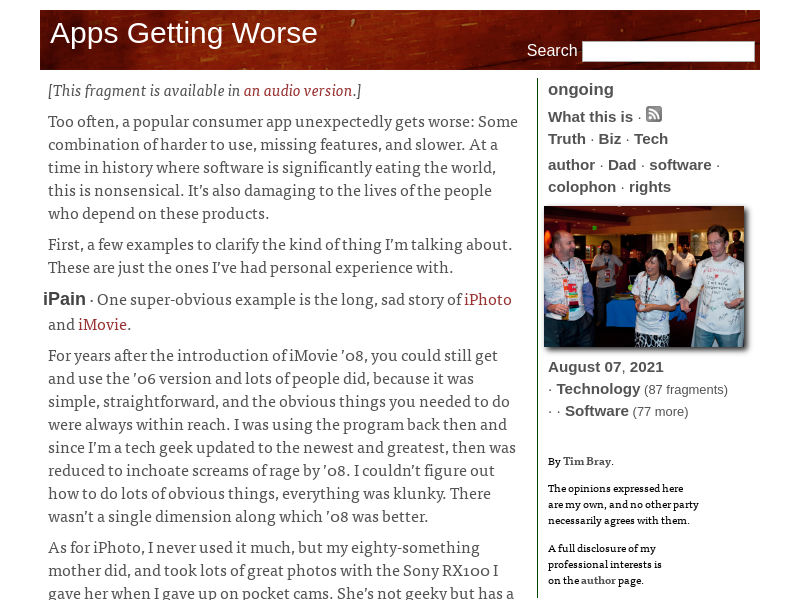 Apps Getting Worse
Search
[This fragment is available in an audio version.]
Too often, a popular consumer app unexpectedly gets worse: Some
combination of harder to use, missing features, and slower. At a
time in history where software is significantly eating the world,
this is nonsensical. It’s also damaging to the lives of the people
who depend on these products.
First, a few examples to clarify the kind of thing I’m talking about.
These are just the ones I’ve had personal experience with.
iPain · One super-obvious example is the long, sad story of iPhoto
and iMovie.
For years after the introduction of iMovie ’08, you could still get
and use the ’06 version and lots of people did, because it was
simple, straightforward, and the obvious things you needed to do
were always within reach. I was using the program back then and
since I’m a tech geek updated to the newest and greatest, then was
reduced to inchoate screams of rage by ’08. I couldn’t figure out
how to do lots of obvious things, everything was klunky. There
wasn’t a single dimension along which ’08 was better.
As for iPhoto, I never used it much, but my eighty-something
mother did, and took lots of great photos with the Sony RX100 I
gave her when I gave up on pocket cams. She’s not geeky but has a
ongoing
What this is ·
Truth · Biz · Tech
author · Dad · software ·
colophon · rights
August 07, 2021
· Technology (87 fragments)
· · Software (77 more)
By Tim Bray.
The opinions expressed here
are my own, and no other party
necessarily agrees with them.
A full disclosure of my
professional interests is
on the author page.